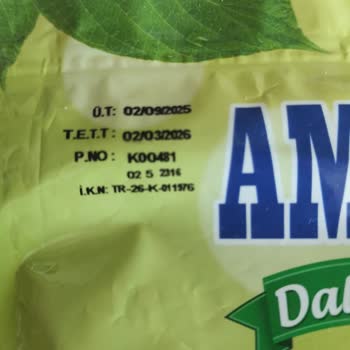 Ü.T: 02/09/2025
T.E.T.T: 02/03/2026
P.NO: K00481
02 5 2316
İ.K.N: TR-26-K-011976
AM
Dal